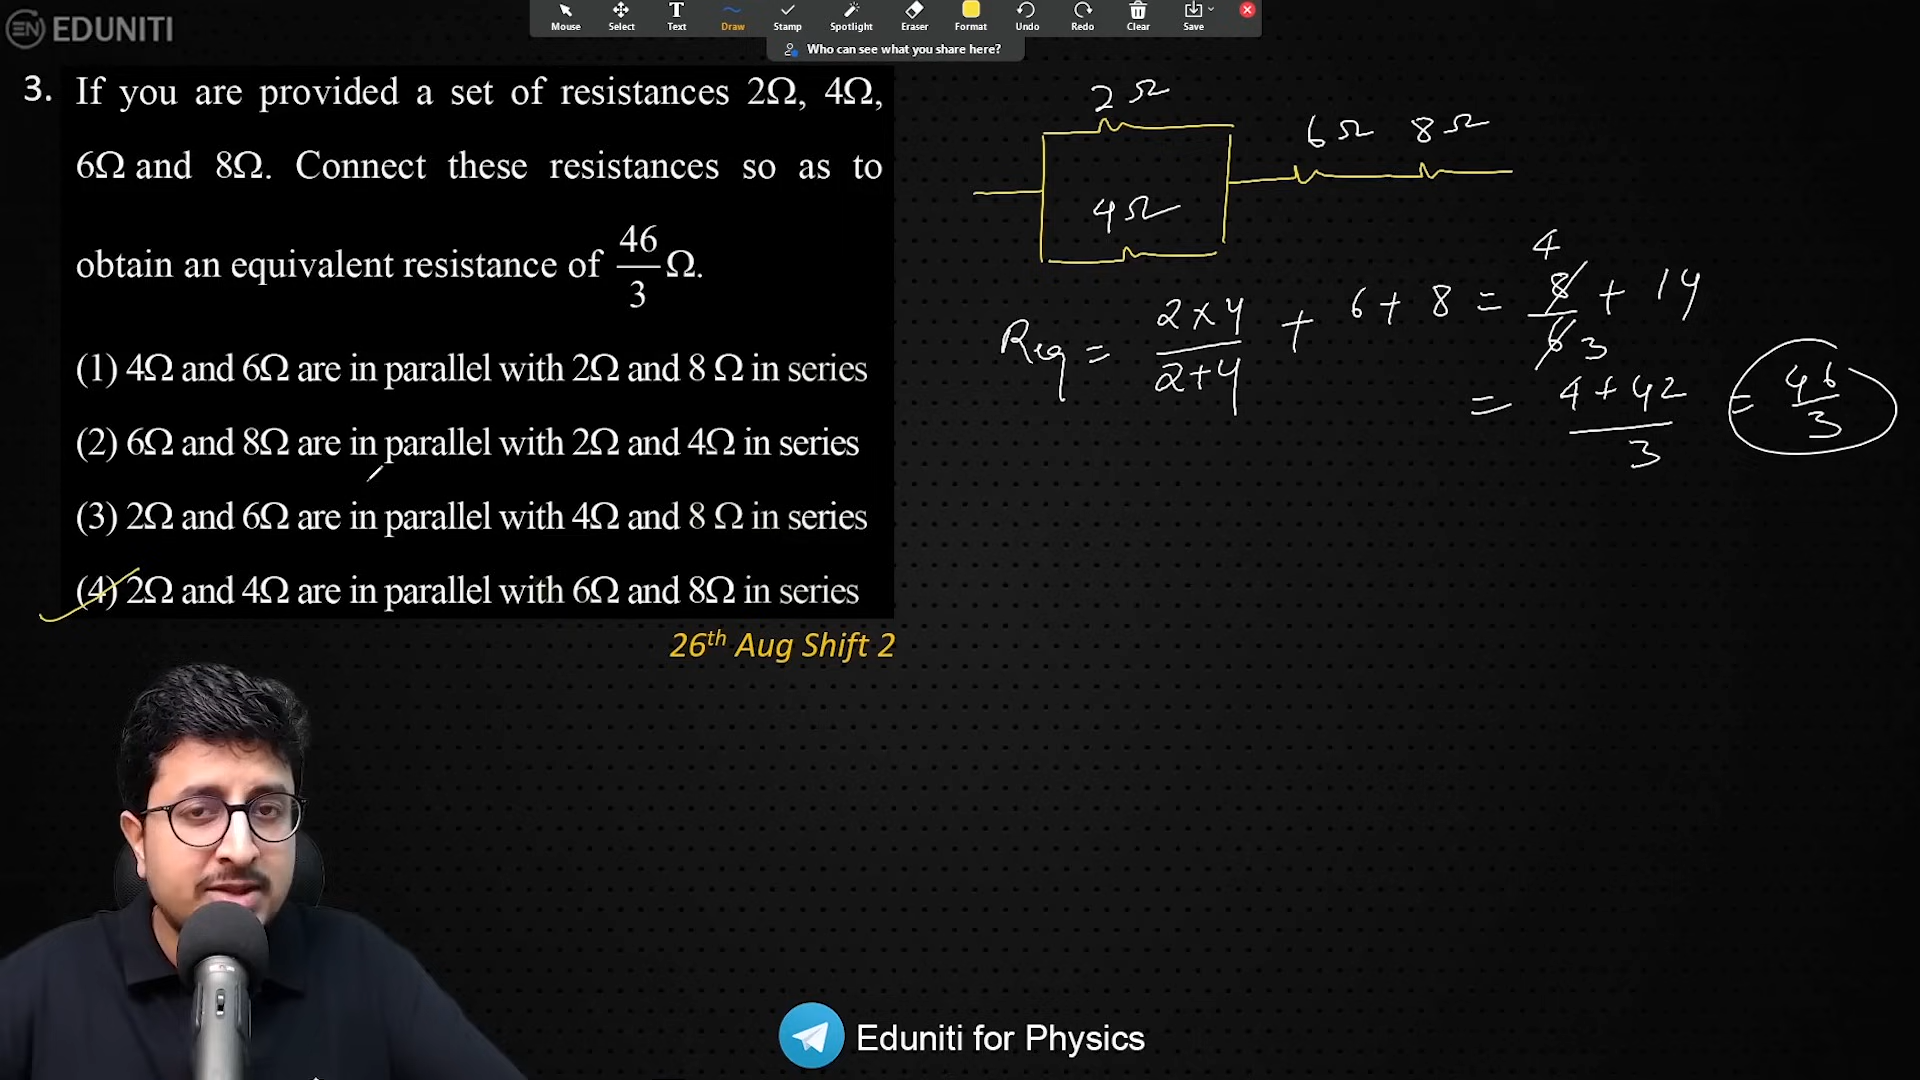 EN EDUNITI
Mouse Select Text Draw Stamp Spotlight Eraser Format Undo Redo Clear Save
Who can see what you share here?
3. If you are provided a set of resistances 2Ω, 4Ω,
6Ω and 8Ω. Connect these resistances so as to
obtain an equivalent resistance of 46/3 Ω.
(1) 4Ω and 6Ω are in parallel with 2Ω and 8 Ω in series
(2) 6Ω and 8Ω are in parallel with 2Ω and 4Ω in series
(3) 2Ω and 6Ω are in parallel with 4Ω and 8 Ω in series
(4) 2Ω and 4Ω are in parallel with 6Ω and 8Ω in series
26th Aug Shift 2
2Ω
6Ω 8Ω
4Ω
Req = 2×4/2+4 + 6+8 = 8/6 + 14
4
3
= 4+42/3 = 46/3
Eduniti for Physics